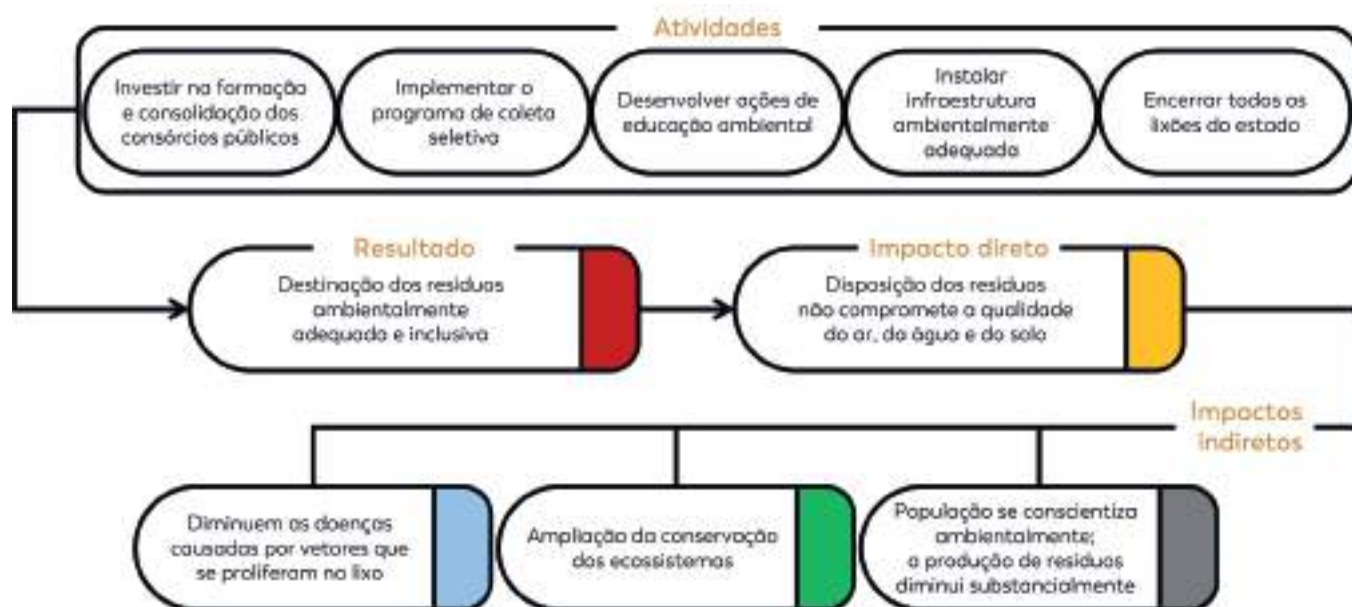 Atividades
Investir na formação
e consolidação dos
consórcios públicos
Implementar o
programa de coleta
seletiva
Desenvolver ações de
educação ambiental
Instalar
infraestrutura
ambientalmente
adequada
Encerrar todos os
lixões do estado
Resultado
Destinação dos resíduos
ambientalmente
adequada e inclusiva
Impacto direto
Disposição dos resíduos
não compromete a qualidade
do ar, da água e do solo
Impactos
indiretos
Diminuem as doenças
causadas por vetores que
se proliferam no lixo
Ampliação da conservação
dos ecossistemas
População se conscientiza
ambientalmente;
a produção de resíduos
diminui substancialmente